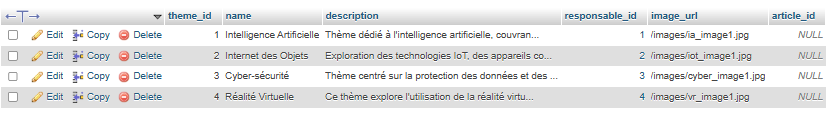 ←T→ theme_id name description responsable_id image_url article_id
Edit Copy Delete 1 Intelligence Artificielle Thème dédié à l'intelligence artificielle, couvran... 1 /images/ia_image1.jpg NULL
Edit Copy Delete 2 Internet des Objets Exploration des technologies IoT, des appareils co... 2 /images/iot_image1.jpg NULL
Edit Copy Delete 3 Cyber-sécurité Thème centré sur la protection des données et des ... 3 /images/cyber_image1.jpg NULL
Edit Copy Delete 4 Réalité Virtuelle Ce thème explore l'utilisation de la réalité virtu... 4 /images/vr_image1.jpg NULL